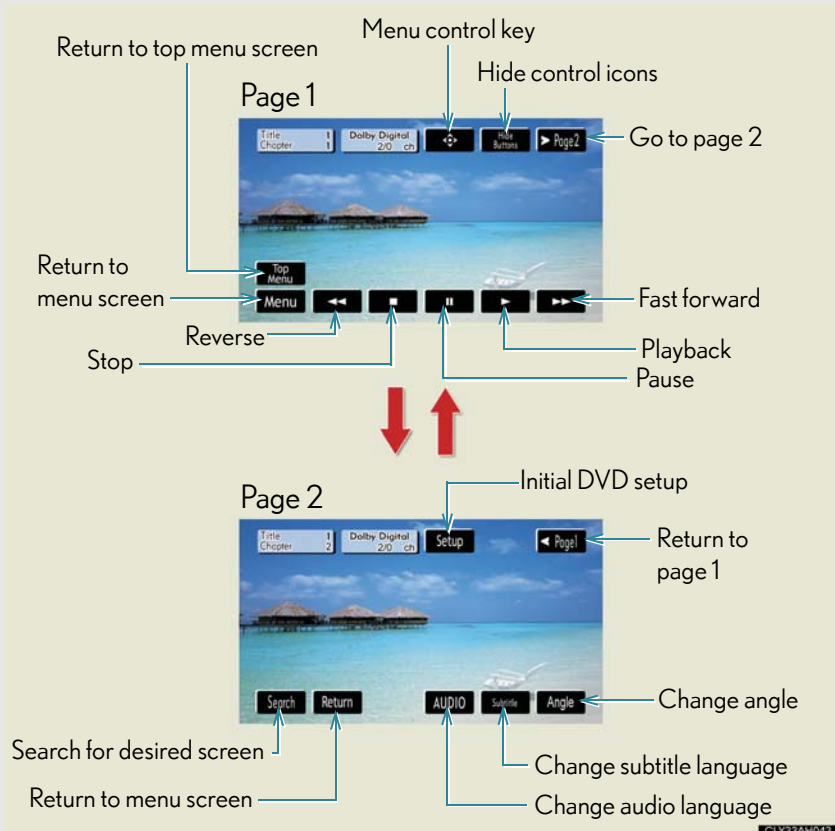 Menu control key
Return to top menu screen
Hide control icons
Page 1
Title 1
Chapter 1
Dolby Digital
2/0 ch
Hide
Buttons
Page2
Go to page 2
Return to
menu screen
Top
Menu
Menu
Fast forward
Reverse
Stop
Playback
Pause
Initial DVD setup
Page 2
Title 1
Chapter 2
Dolby Digital
2/0 ch
Setup
Page1
Return to
page 1
Search
Return
AUDIO
Subtitle
Angle
Change angle
Search for desired screen
Change subtitle language
Return to menu screen
Change audio language